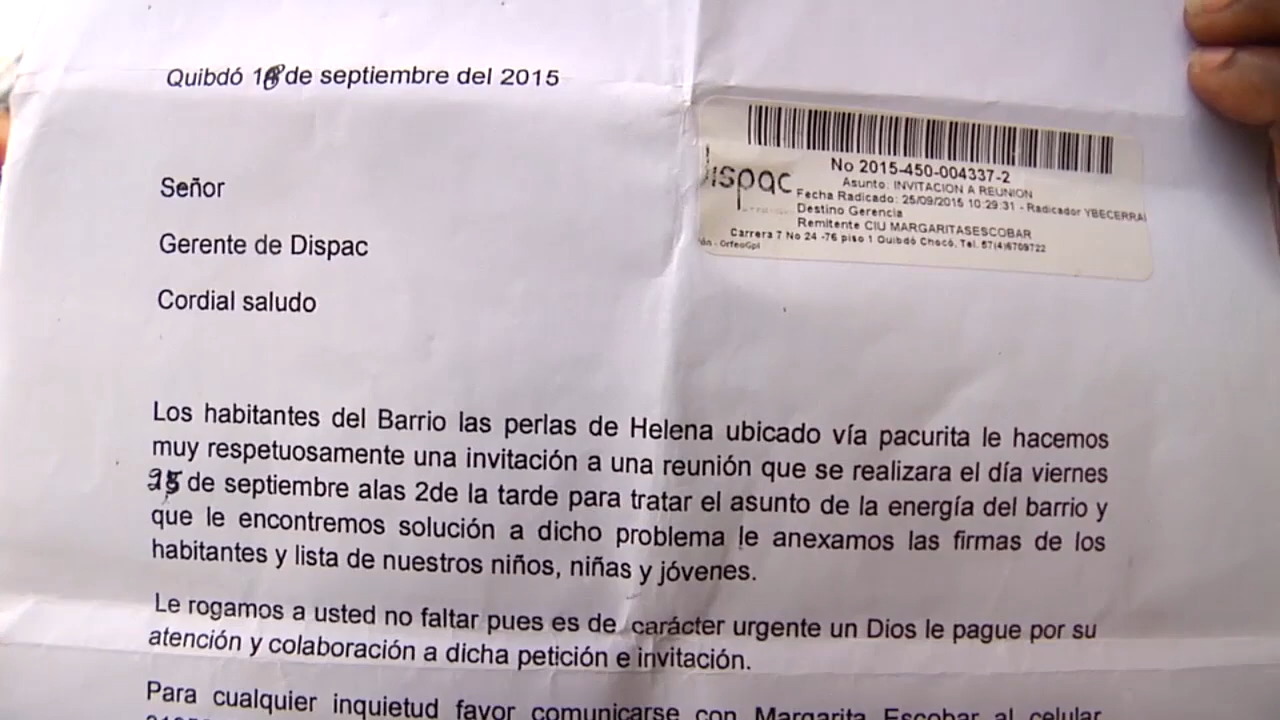 Quibdó 18 de septiembre del 2015
Dispac
No 2015-450-004337-2
Asunto: INVITACION A REUNION
Fecha Radicado: 25/09/2015 10:29:31 - Radicador YBECERRA
Destino Gerencia
Remitente CIU MARGARITASESCOBAR
Carrera 7 No 24 -76 piso 1 Quibdó Chocó, Tel. 57(4)6709722
- OrfeoGpl
Señor
Gerente de Dispac
Cordial saludo
Los habitantes del Barrio las perlas de Helena ubicado vía pacurita le hacemos
muy respetuosamente una invitación a una reunión que se realizara el día viernes
25 de septiembre alas 2de la tarde para tratar el asunto de la energía del barrio y
que le encontremos solución a dicho problema le anexamos las firmas de los
habitantes y lista de nuestros niños, niñas y jóvenes.
Le rogamos a usted no faltar pues es de carácter urgente un Dios le pague por su
atención y colaboración a dicha petición e invitación.
Para cualquier inquietud favor comunicarse con Margarita Escobar al celular